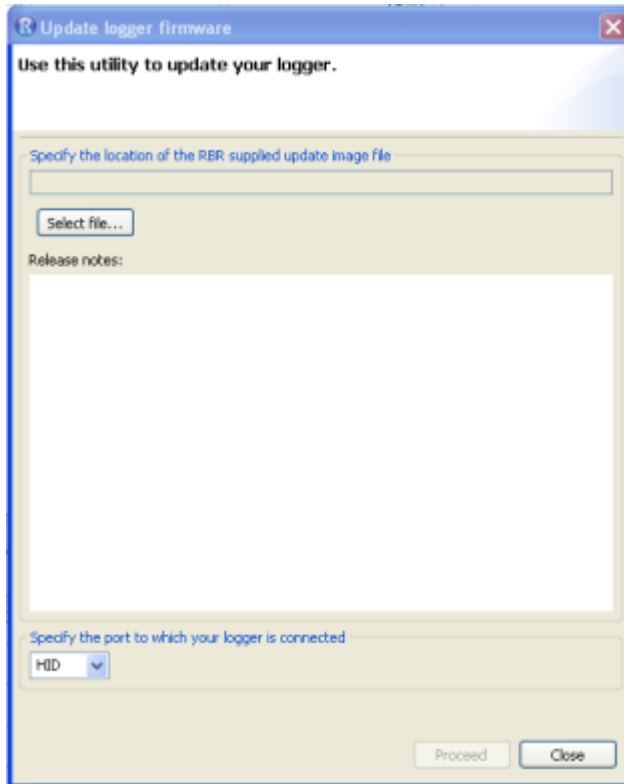 Update logger firmware
Use this utility to update your logger.
Specify the location of the RBR supplied update image file
Select file...
Release notes:
Specify the port to which your logger is connected
HID
Proceed
Close